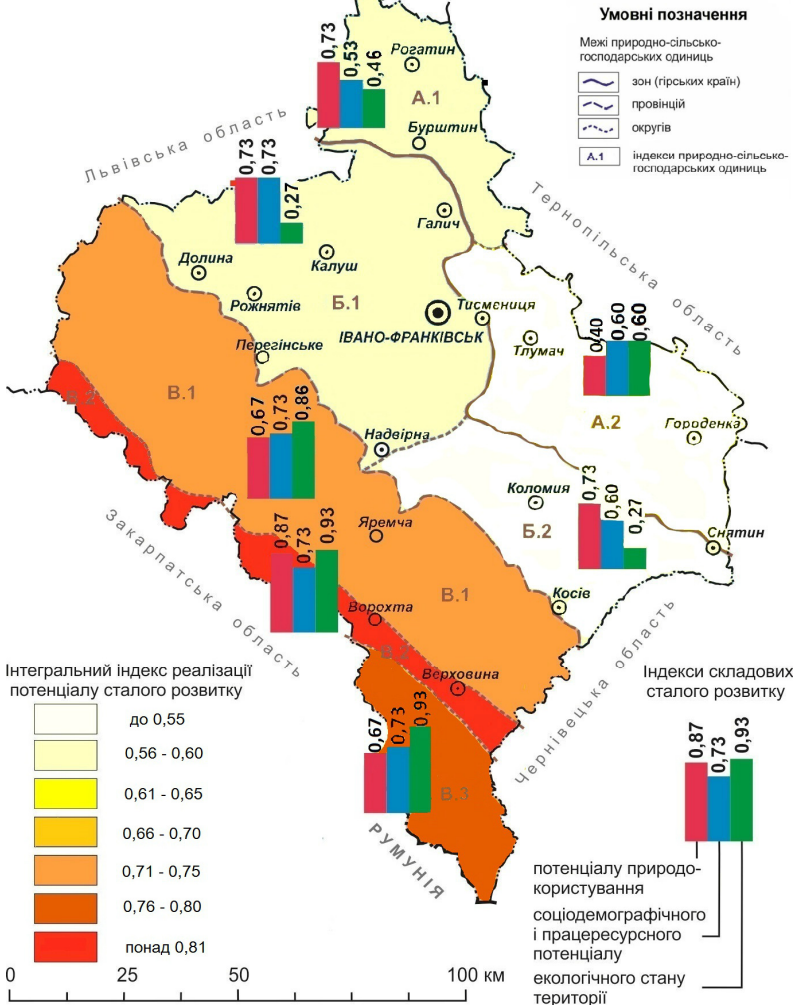 Умовні позначення
Межі природно-сільсько-
господарських одиниць
зон (гірських країн)
провінцій
округів
А.1
індекси природно-сільсько-
господарських одиниць
0,73
0,53
0,46
Рогатин
А.1
Бурштин
Львівська область
0,73
0,73
0,27
Галич
Тернопільська область
Долина
Калуш
Рожнятів
Б.1
Тисмениця
ІВАНО-ФРАНКІВСЬК
Тлумач
0,40
0,60
0,60
Перегінське
В.2
В.1
0,67
0,73
0,86
А.2
Городенка
Надвірна
Коломия
0,73
0,60
0,27
Б.2
Снятин
Закарпатська область
0,87
0,73
0,93
Яремча
В.1
Косів
Ворохта
В.2
Верховина
Чернівецька область
0,67
0,73
0,93
В.3
РУМУНІЯ
Інтегральний індекс реалізації
потенціалу сталого розвитку
до 0,55
0,56 - 0,60
0,61 - 0,65
0,66 - 0,70
0,71 - 0,75
0,76 - 0,80
понад 0,81
0 25 50 100 км
Індекси складових
сталого розвитку
0,87
0,73
0,93
потенціалу природо-
користування
соціодемографічного
і працересурсного
потенціалу
екологічного стану
території